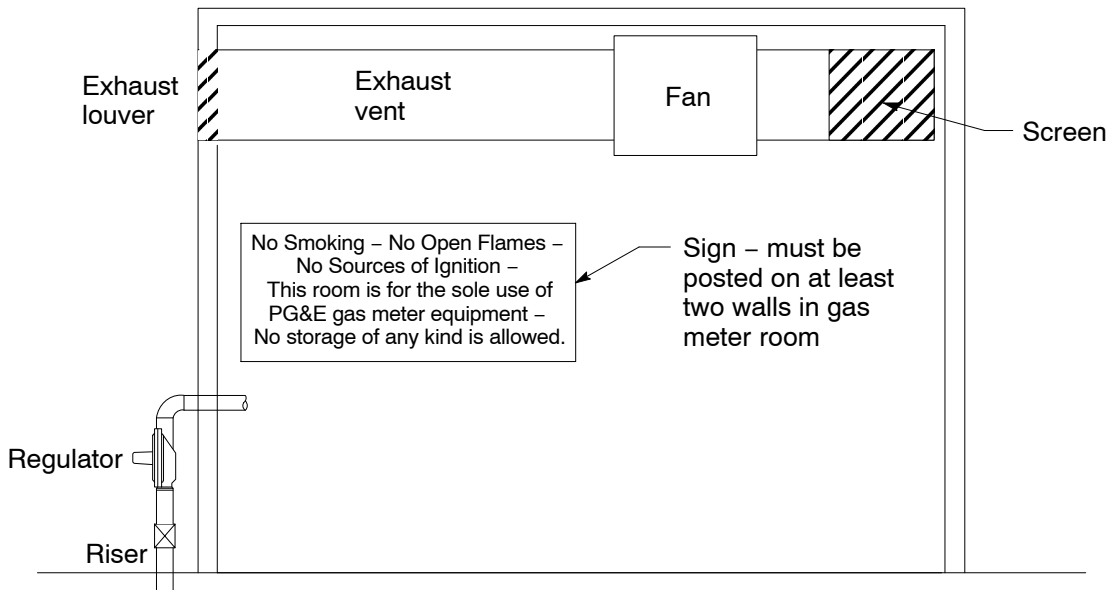 Exhaust
louver
Exhaust
vent
Fan
Screen
No Smoking – No Open Flames –
No Sources of Ignition –
This room is for the sole use of
PG&E gas meter equipment –
No storage of any kind is allowed.
Sign – must be
posted on at least
two walls in gas
meter room
Regulator
Riser